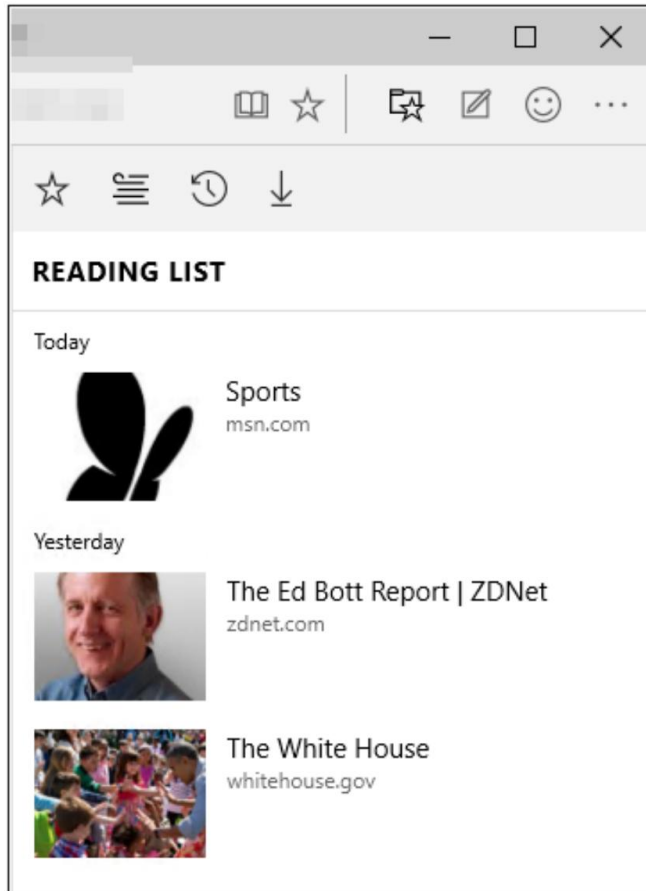 READING LIST
Today
Sports
msn.com
Yesterday
The Ed Bott Report | ZDNet
zdnet.com
The White House
whitehouse.gov